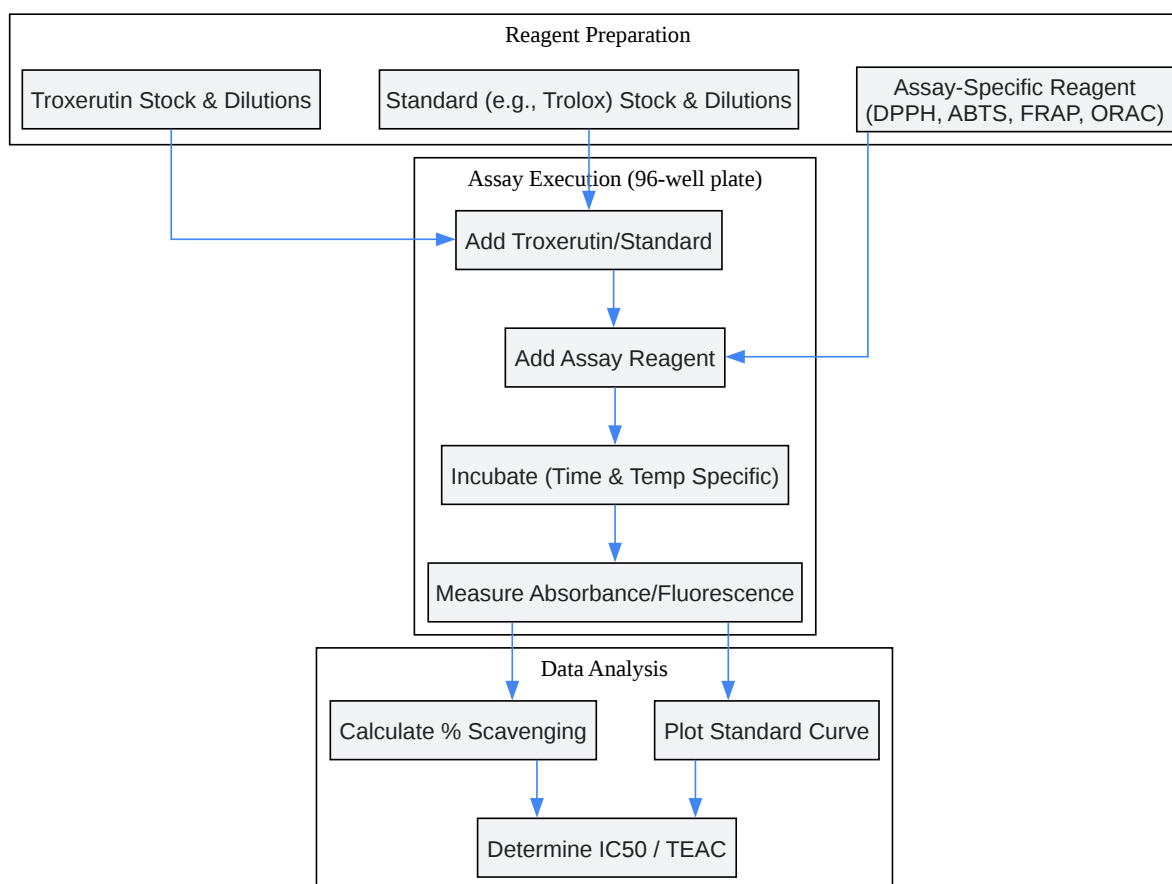 Reagent Preparation
Troxerutin Stock & Dilutions
Standard (e.g., Trolox) Stock & Dilutions
Assay-Specific Reagent
(DPPH, ABTS, FRAP, ORAC)
Assay Execution (96-well plate)
Add Troxerutin/Standard
Add Assay Reagent
Incubate (Time & Temp Specific)
Measure Absorbance/Fluorescence
Data Analysis
Calculate % Scavenging
Plot Standard Curve
Determine IC50 / TEAC